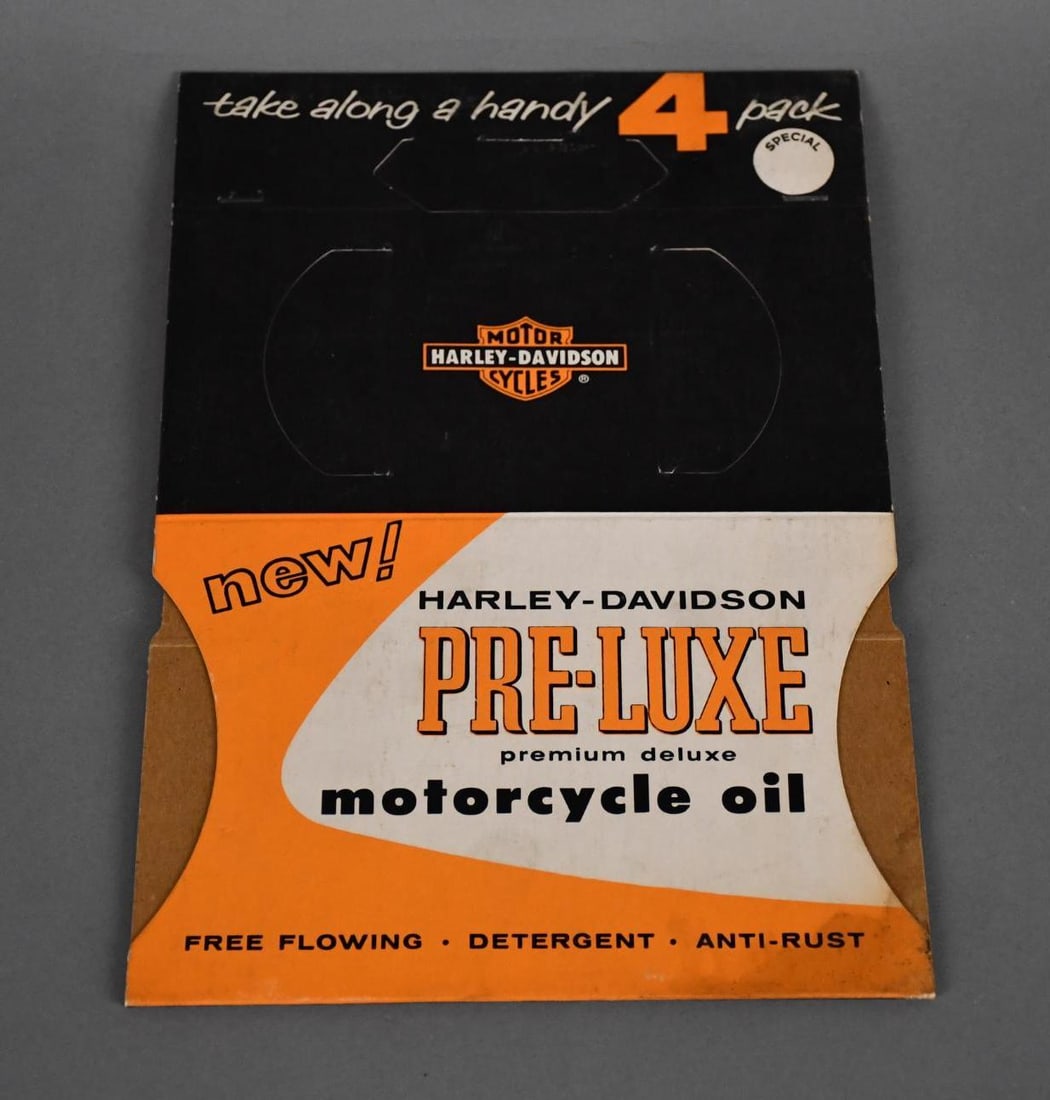 take along a handy 4 pack
SPECIAL
MOTOR
HARLEY-DAVIDSON
CYCLES ®
new!
HARLEY-DAVIDSON
PRE-LUXE
premium deluxe
motorcycle oil
FREE FLOWING · DETERGENT · ANTI-RUST